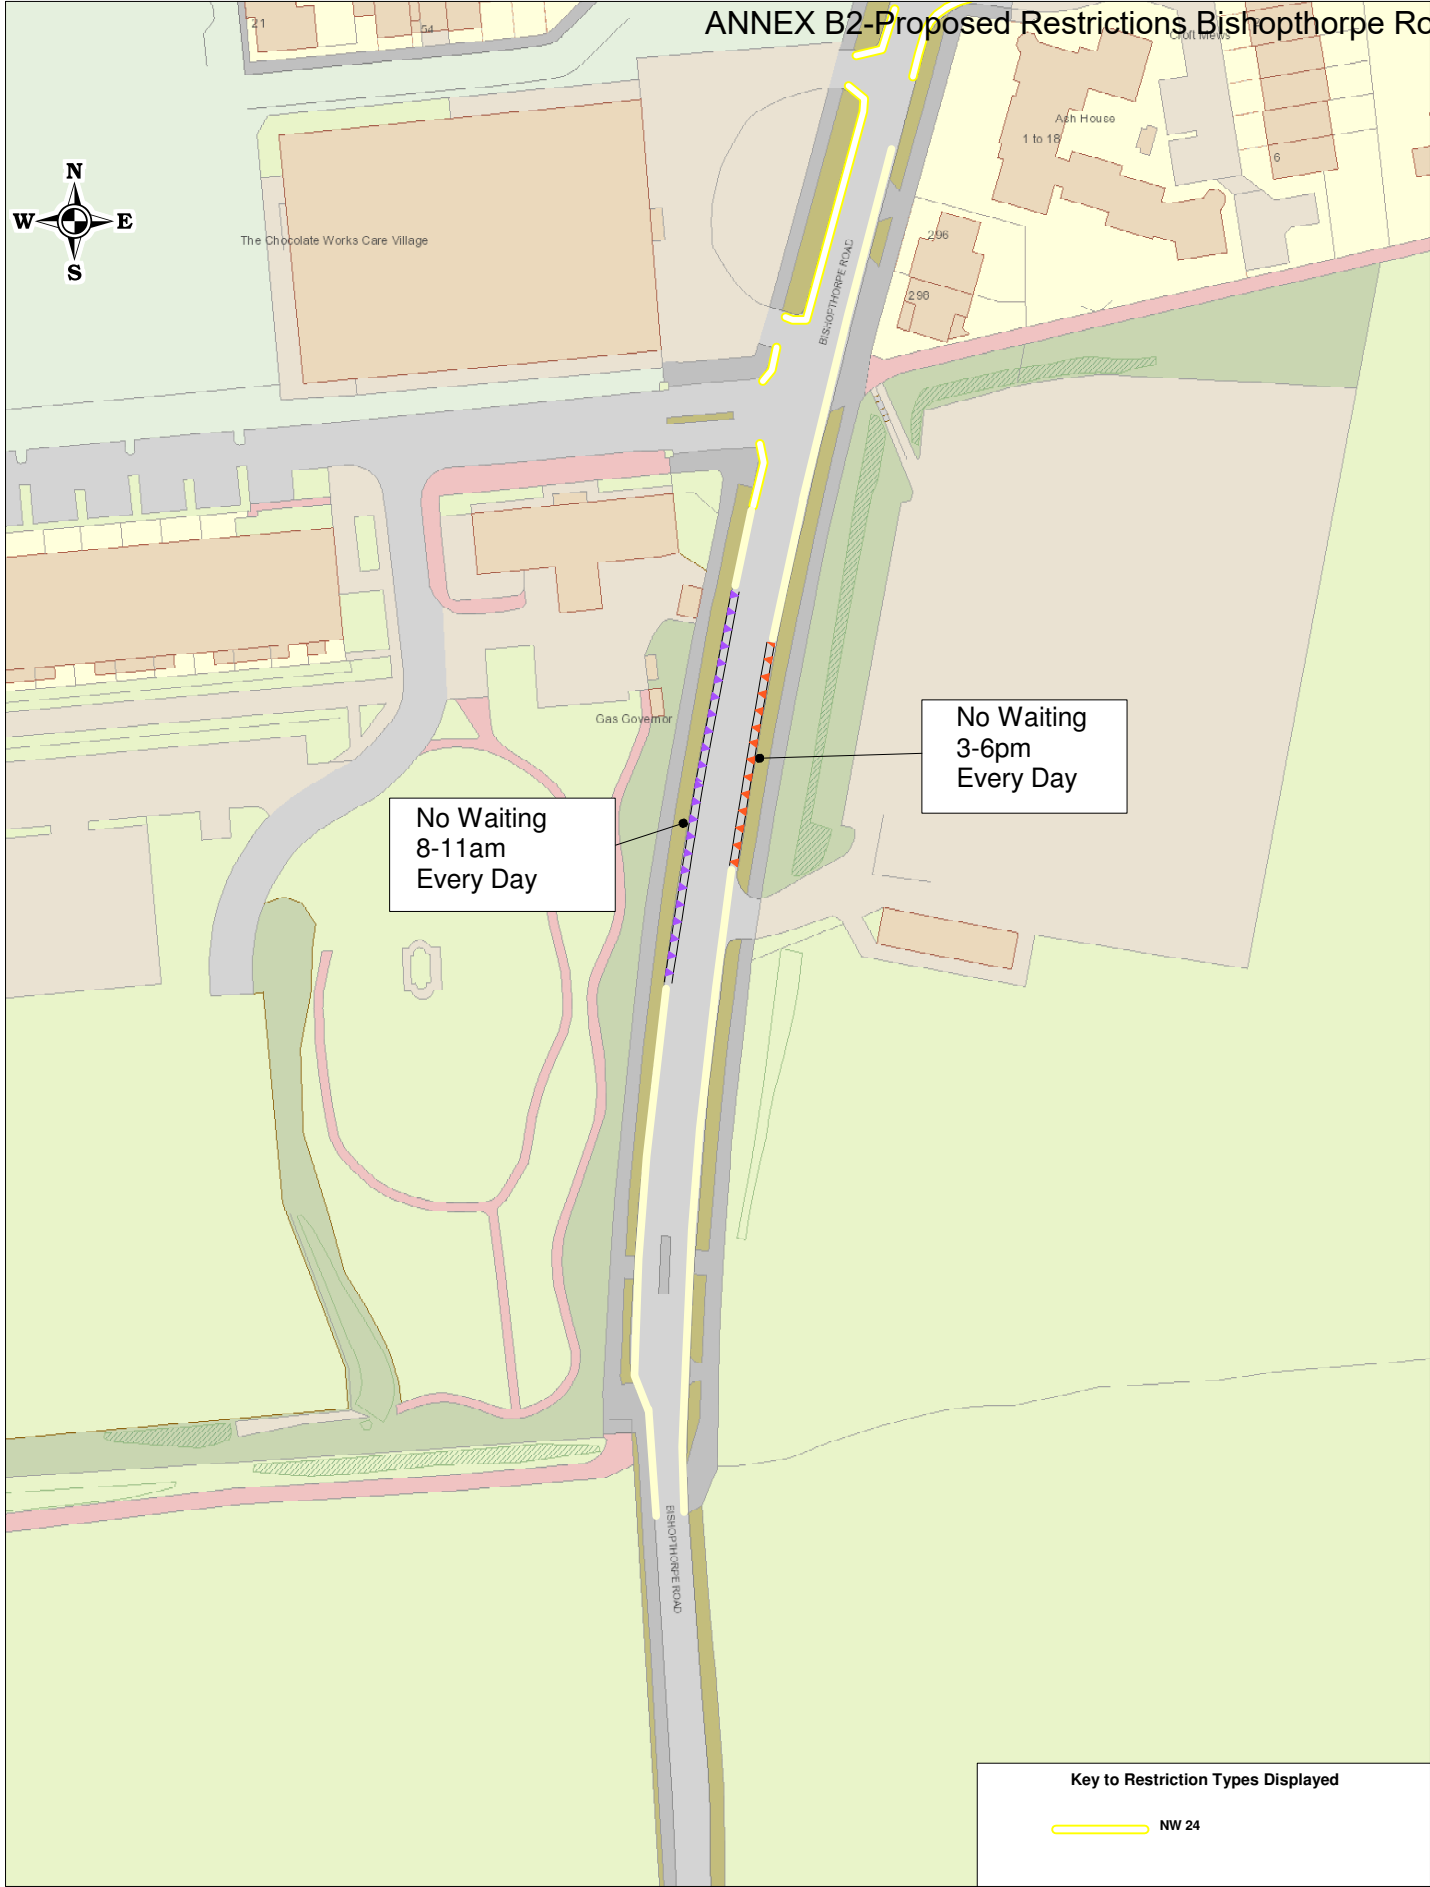 ANNEX B2-Proposed Restrictions Bishopthorpe Ro
21
54
Croft Mews
Ash House
1 to 18
6
N
W E
S
The Chocolate Works Care Village
296
298
BISHOPTHORPE ROAD
Gas Governor
No Waiting
3-6pm
Every Day
No Waiting
8-11am
Every Day
BISHOPTHORPE ROAD
Key to Restriction Types Displayed
NW 24